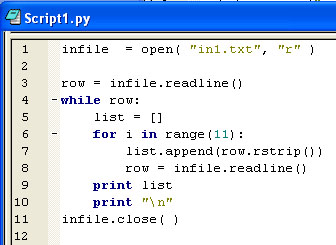 Script1.py
1 infile  = open( "in1.txt", "r" )
2
3 row = infile.readline()
4 while row:
5     list = []
6     for i in range(11):
7         list.append(row.rstrip())
8         row = infile.readline()
9     print list
10     print "\n"
11 infile.close( )
12